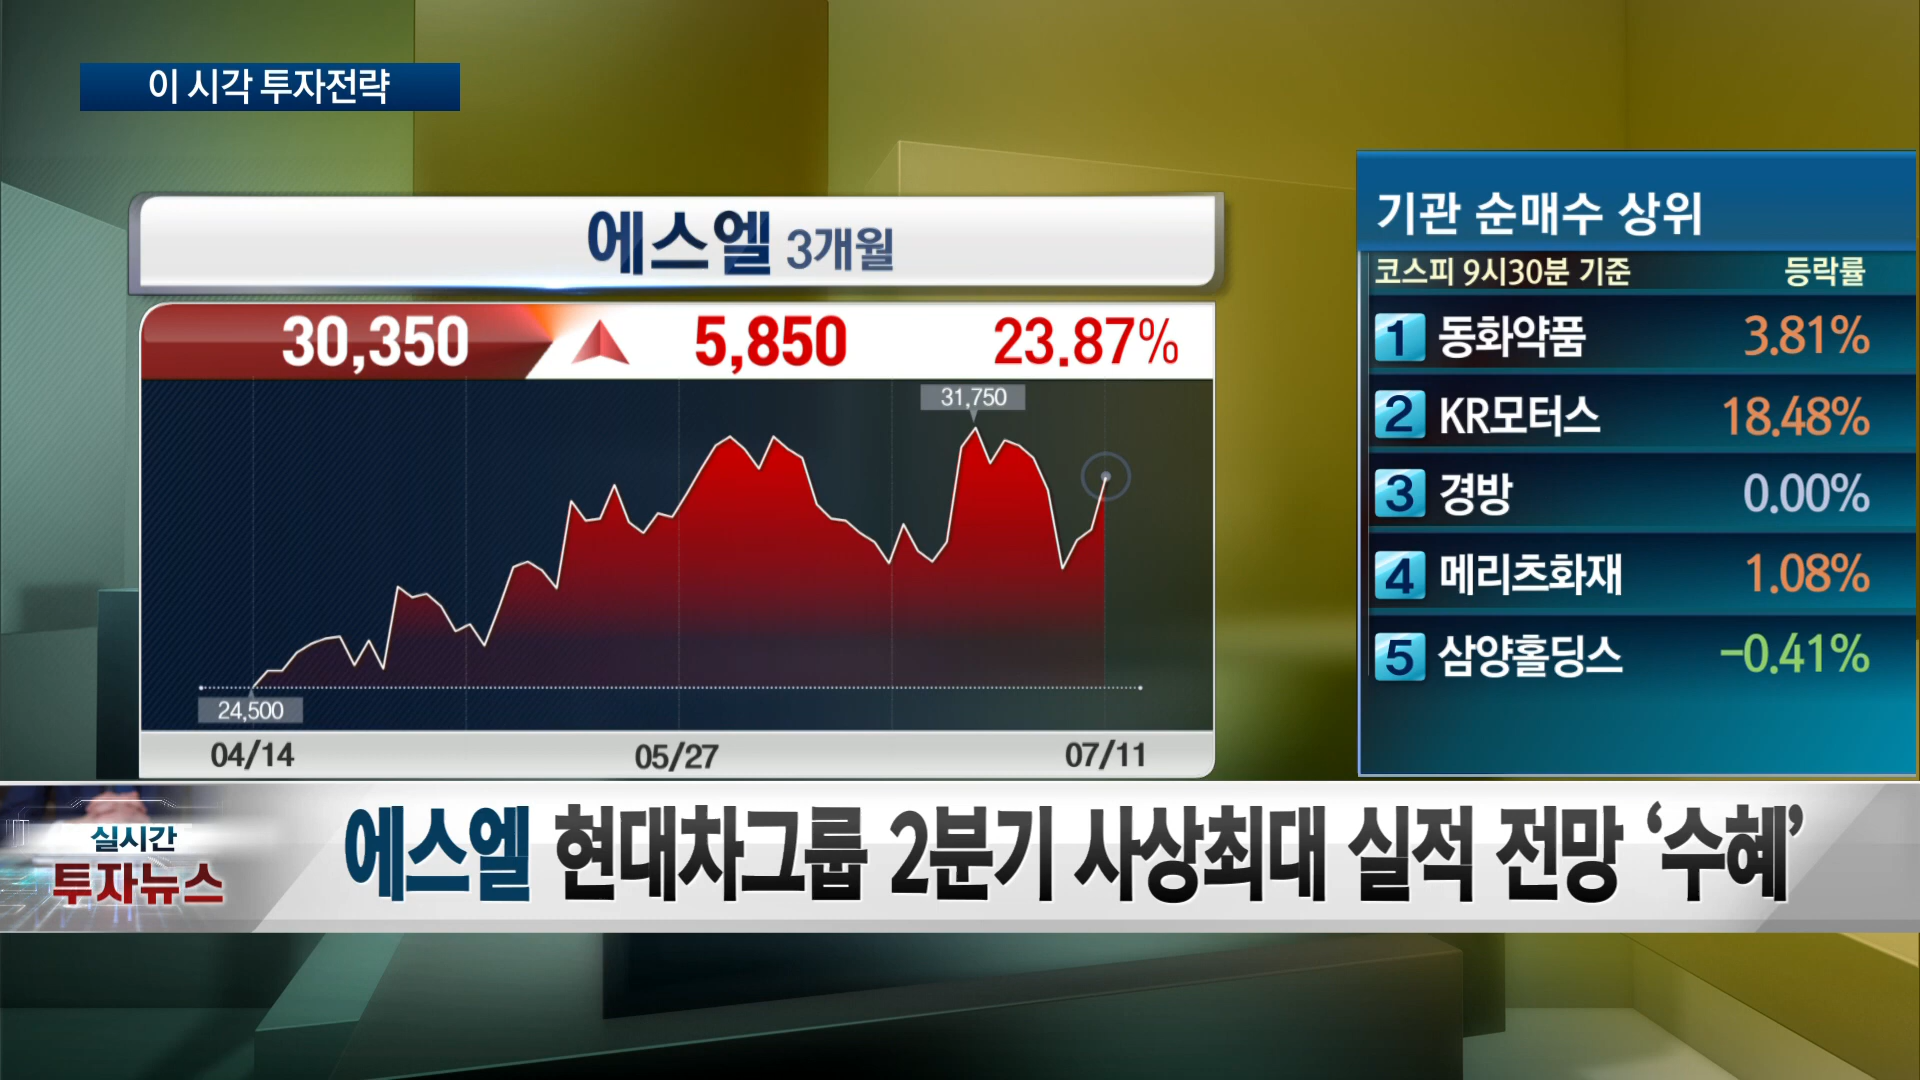 이 시각 투자전략
에스엘 3개월
30,350 5,850 23.87%
31,750
24,500
04/14 05/27 07/11
기관 순매수 상위
코스피 9시30분 기준 등락률
1 동화약품 3.81%
2 KR모터스 18.48%
3 경방 0.00%
4 메리츠화재 1.08%
5 삼양홀딩스 -0.41%
실시간
투자뉴스
에스엘 현대차그룹 2분기 사상최대 실적 전망 ‘수혜’